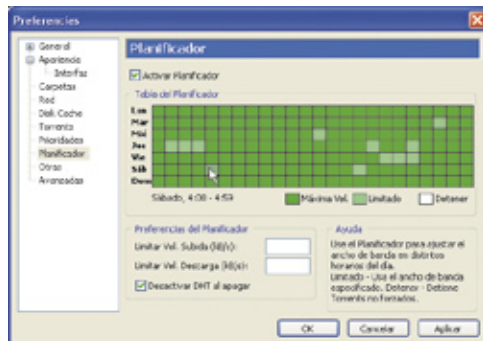 Preferencies
General
Apariencia
Interfaz
Carpetas
Red
Disk Cache
Torrents
Prioridades
Planificador
Otras
Avanzadas
Planificador
Activar Planificador
Tabla del Planificador
Lun
Mar
Mié
Jue
Vie
Sáb
Dom
Sábado, 4:00 - 4:59
Máxima Vel.
Limitado
Detener
Preferencias del Planificador
Limitar Vel. Subida (kB/s):
Limitar Vel. Descarga (kB/s):
Desactivar DHT al apagar
Ayuda
Use el Planificador para ajustar el
ancho de banda en distintos
horarios del día.
Limitado - Use el ancho de banda
especificado. Detener - Detiene
Torrents no forzados.
OK
Cancelar
Aplicar